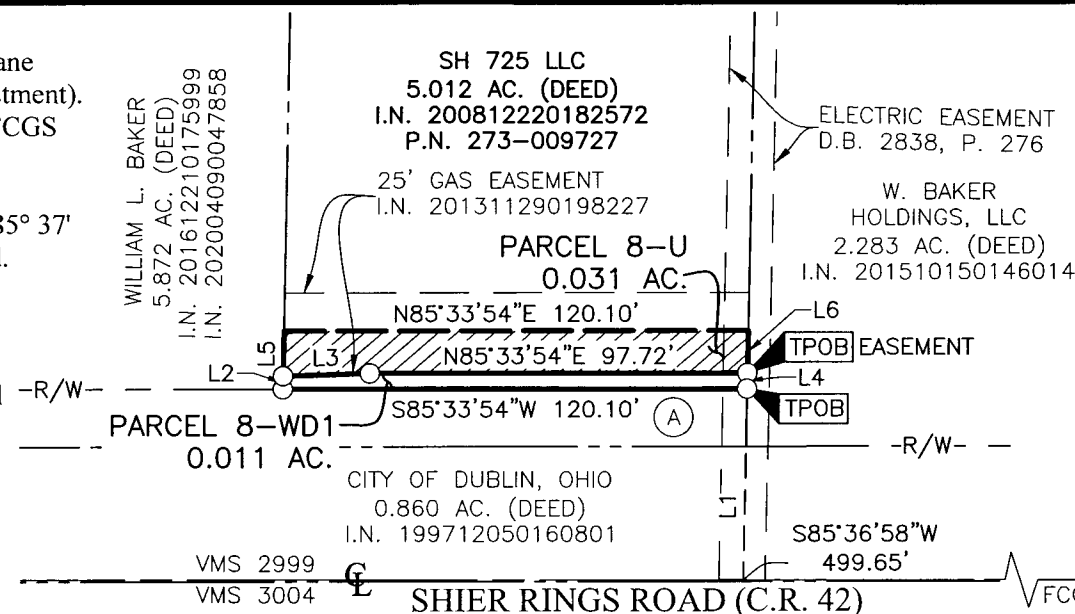 ane
tment).
CGS
85° 37'
SH 725 LLC
5.012 AC. (DEED)
I.N. 200812220182572
P.N. 273-009727
WILLIAM L. BAKER
5.872 AC. (DEED)
I.N. 201612210175999
I.N. 202004090047858
ELECTRIC EASEMENT
D.B. 2838, P. 276
25' GAS EASEMENT
I.N. 201311290198227
W. BAKER
HOLDINGS, LLC
2.283 AC. (DEED)
I.N. 201510150146014
PARCEL 8-U
0.031 AC.
N85°33'54"E 120.10'
L6
L5
L3
N85°33'54"E 97.72'
TPOB EASEMENT
L2
L4
-R/W-
S85°33'54"W 120.10'
A
TPOB
PARCEL 8-WD1
0.011 AC.
-R/W-
CITY OF DUBLIN, OHIO
0.860 AC. (DEED)
I.N. 199712050160801
L1
S85°36'58"W
499.65'
VMS 2999
VMS 3004
CL
SHIER RINGS ROAD (C.R. 42)
FC